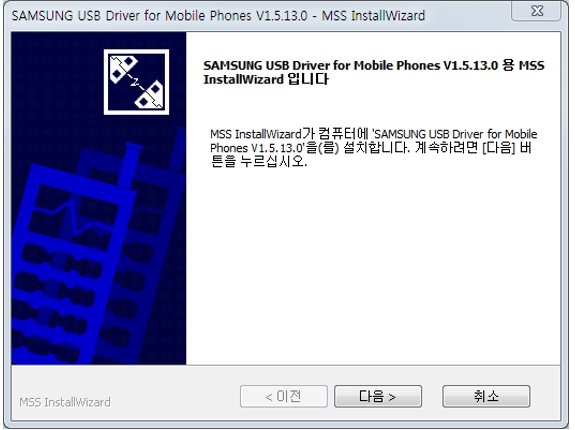 SAMSUNG USB Driver for Mobile Phones V1.5.13.0 - MSS InstallWizard
SAMSUNG USB Driver for Mobile Phones V1.5.13.0 용 MSS
InstallWizard 입니다
MSS InstallWizard가 컴퓨터에 'SAMSUNG USB Driver for Mobile
Phones V1.5.13.0'을(를) 설치합니다. 계속하려면 [다음] 버
튼을 누르십시오.
MSS InstallWizard
< 이전
다음 >
취소